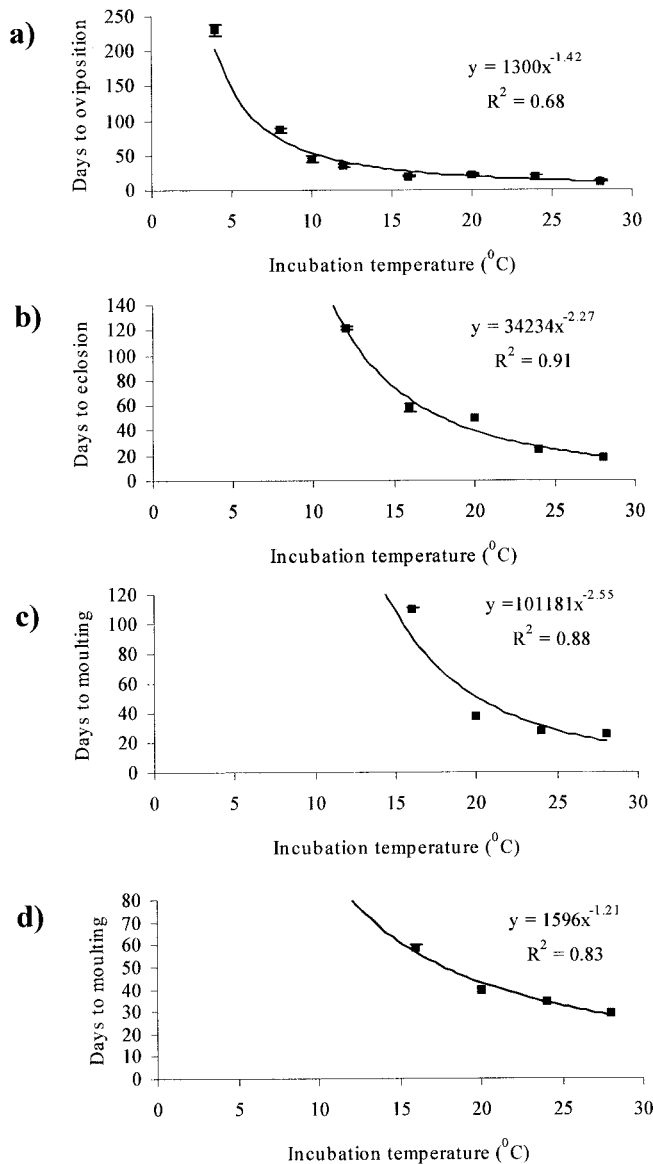 a)
250
200
150
100
50
0
Days to oviposition
y = 1300x^-1.42
R^2 = 0.68
0 5 10 15 20 25 30
Incubation temperature (^0C)
b)
140
120
100
80
60
40
20
0
Days to eclosion
y = 34234x^-2.27
R^2 = 0.91
0 5 10 15 20 25 30
Incubation temperature (^0C)
c)
120
100
80
60
40
20
0
Days to moulting
y =101181x^-2.55
R^2 = 0.88
0 5 10 15 20 25 30
Incubation temperature (^0C)
d)
80
70
60
50
40
30
20
10
0
Days to moulting
y = 1596x^-1.21
R^2 = 0.83
0 5 10 15 20 25 30
Incubation temperature (^0C)